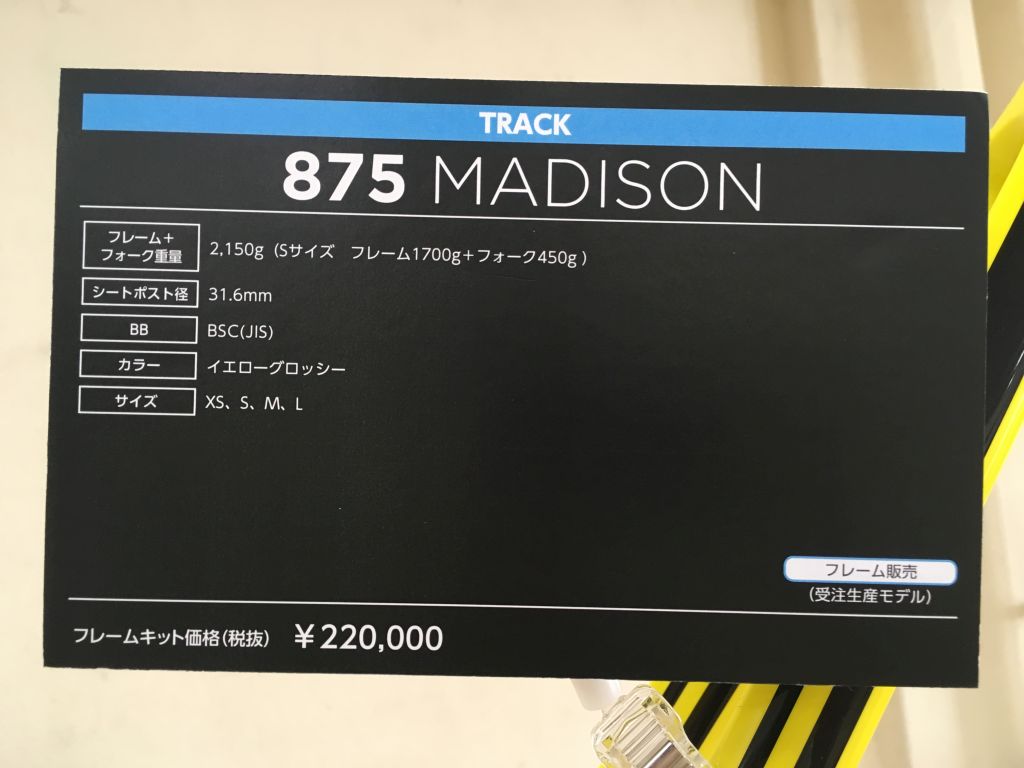 TRACK
875 MADISON
フレーム＋
フォーク重量
2,150g（Sサイズ　フレーム1700g＋フォーク450g）
シートポスト径 31.6mm
BB BSC(JIS)
カラー イエローグロッシー
サイズ XS、S、M、L
フレーム販売
（受注生産モデル）
フレームキット価格（税抜） ￥220,000